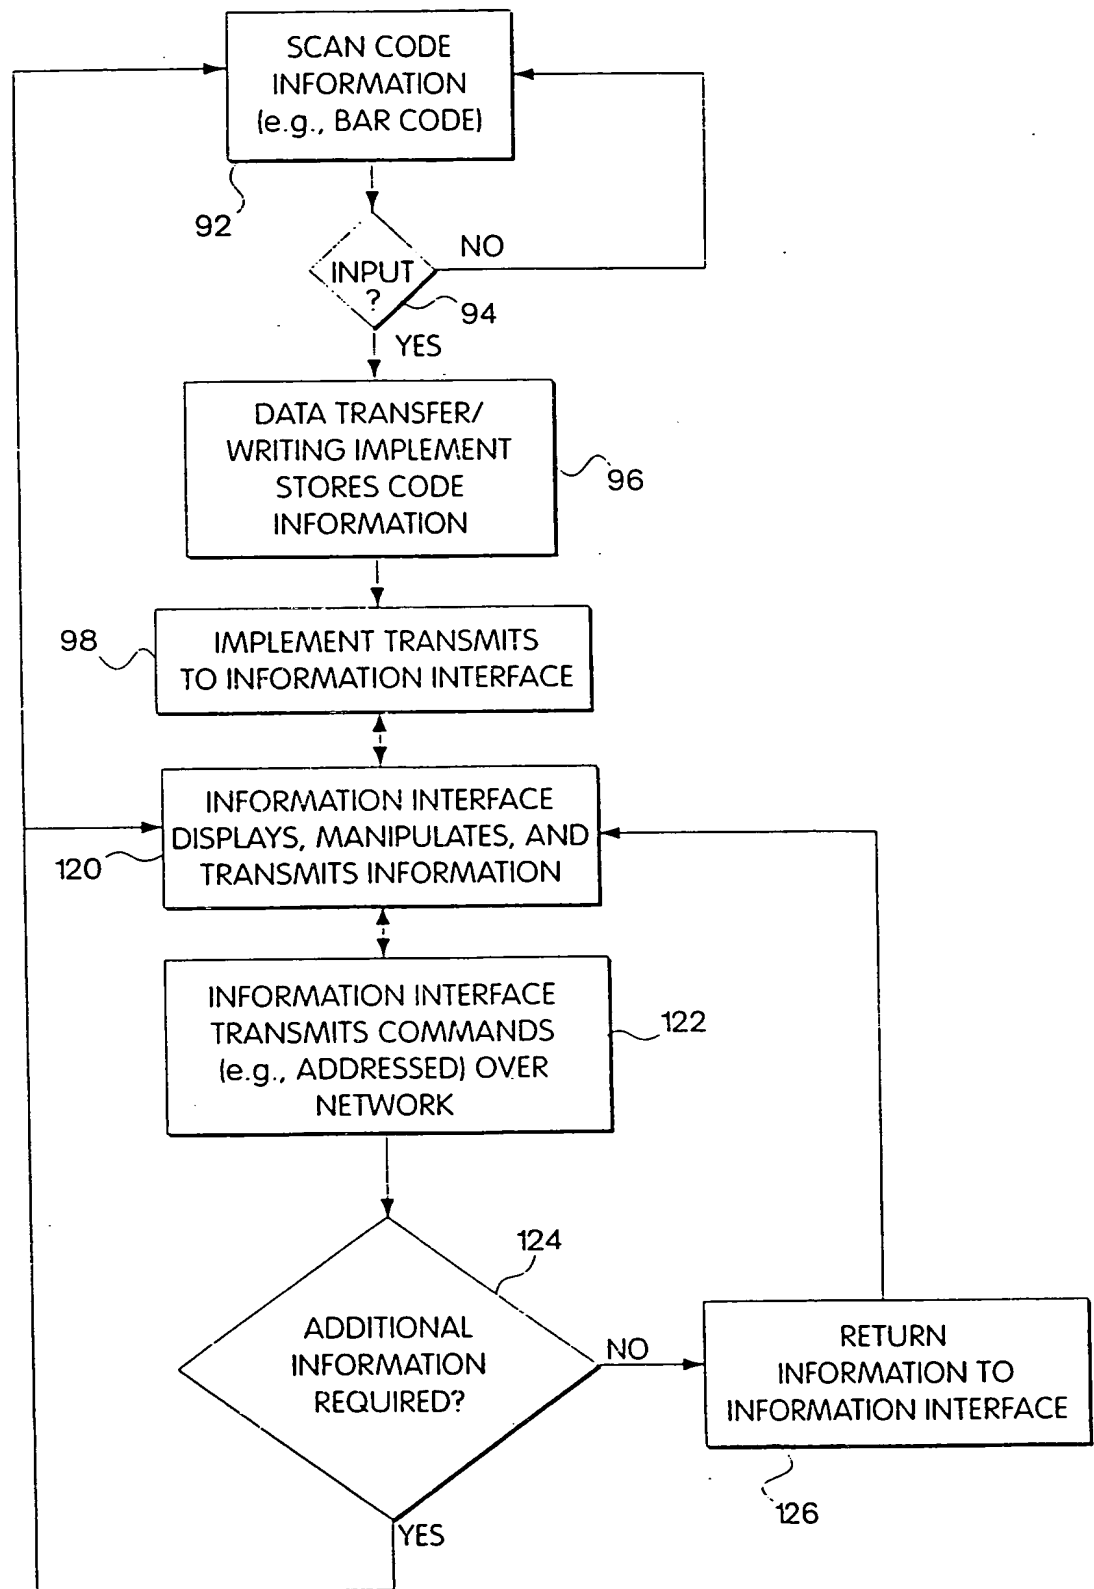 SCAN CODE
INFORMATION
(e.g., BAR CODE)
92
INPUT
?
NO
94
YES
DATA TRANSFER/
WRITING IMPLEMENT
STORES CODE
INFORMATION
96
IMPLEMENT TRANSMITS
TO INFORMATION INTERFACE
98
INFORMATION INTERFACE
DISPLAYS, MANIPULATES, AND
TRANSMITS INFORMATION
120
INFORMATION INTERFACE
TRANSMITS COMMANDS
(e.g., ADDRESSED) OVER
NETWORK
122
124
ADDITIONAL
INFORMATION
REQUIRED?
NO
YES
RETURN
INFORMATION TO
INFORMATION INTERFACE
126